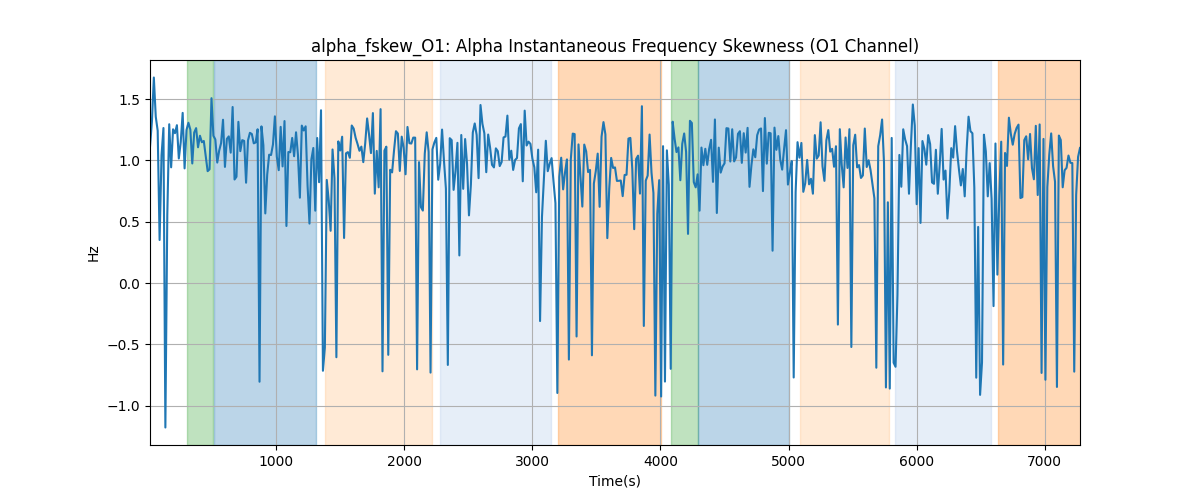 alpha_fskew_O1: Alpha Instantaneous Frequency Skewness (O1 Channel)
1.5
1.0
0.5
0.0
−0.5
−1.0
Hz
1000 2000 3000 4000 5000 6000 7000
Time(s)